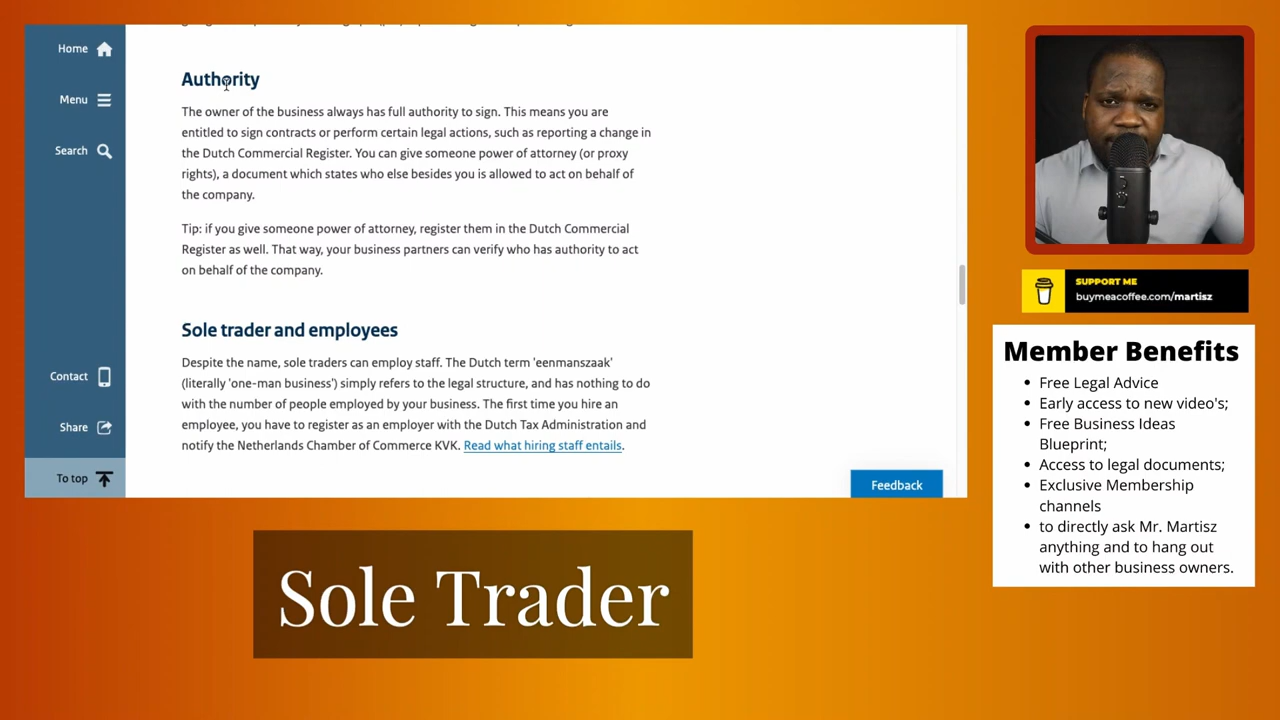 Home
Menu
Search
Contact
Share
To top
Authority
The owner of the business always has full authority to sign. This means you are
entitled to sign contracts or perform certain legal actions, such as reporting a change in
the Dutch Commercial Register. You can give someone power of attorney (or proxy
rights), a document which states who else besides you is allowed to act on behalf of
the company.
Tip: if you give someone power of attorney, register them in the Dutch Commercial
Register as well. That way, your business partners can verify who has authority to act
on behalf of the company.
Sole trader and employees
Despite the name, sole traders can employ staff. The Dutch term 'eenmanszaak'
(literally 'one-man business') simply refers to the legal structure, and has nothing to do
with the number of people employed by your business. The first time you hire an
employee, you have to register as an employer with the Dutch Tax Administration and
notify the Netherlands Chamber of Commerce KVK. Read what hiring staff entails.
Feedback
SUPPORT ME
buymeacoffee.com/martisz
Member Benefits
• Free Legal Advice
• Early access to new video's;
• Free Business Ideas
Blueprint;
• Access to legal documents;
• Exclusive Membership
channels
• to directly ask Mr. Martisz
anything and to hang out
with other business owners.
Sole Trader